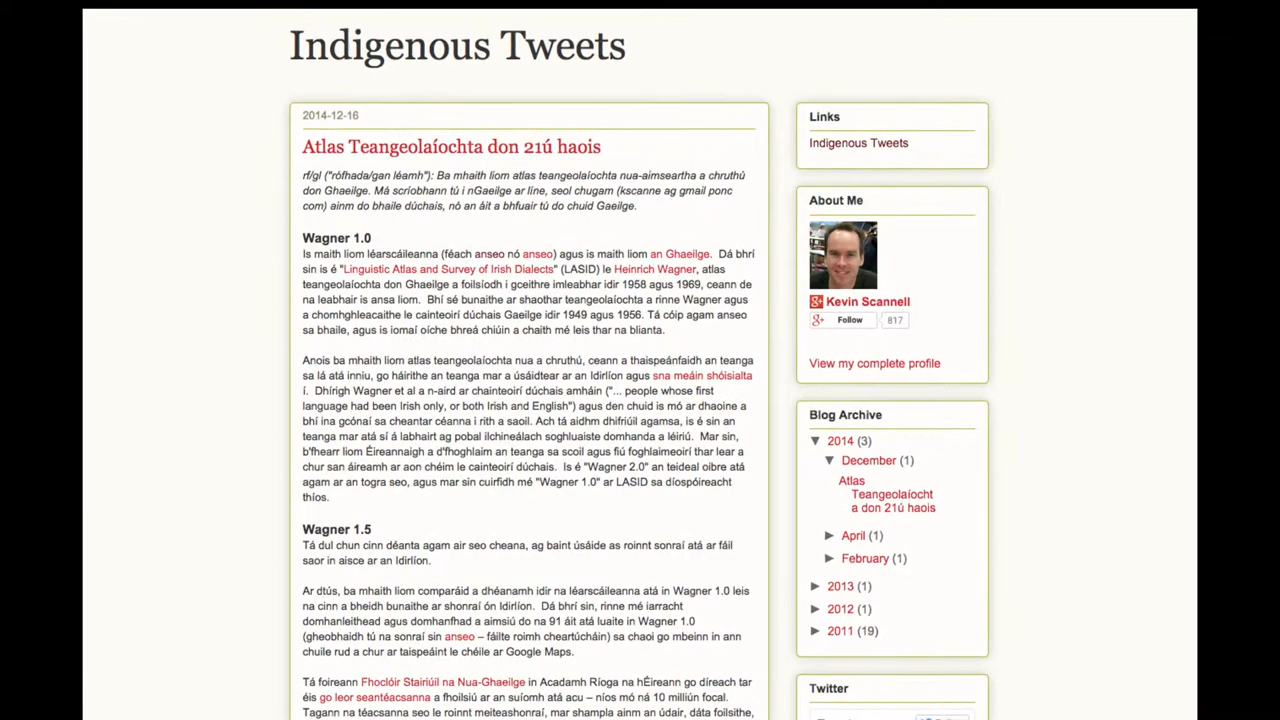 Indigenous Tweets
2014-12-16
Atlas Teangeolaíochta don 21ú haois
rf/gl ("rófhada/gan léamh"): Ba mhaith liom atlas teangeolaíochta nua-aimseartha a chruthú
don Ghaeilge. Má scríobhann tú i nGaeilge ar líne, seol chugam (kscanne ag gmail ponc
com) ainm do bhaile dúchais, nó an áit a bhfuair tú do chuid Gaeilge.
Wagner 1.0
Is maith liom léarscáileanna (féach anseo nó anseo) agus is maith liom an Ghaeilge. Dá bhrí
sin is é "Linguistic Atlas and Survey of Irish Dialects" (LASID) le Heinrich Wagner, atlas
teangeolaíochta don Ghaeilge a foilsíodh i gceithre imleabhar idir 1958 agus 1969, ceann de
na leabhair is ansa liom. Bhí sé bunaithe ar shaothar teangeolaíochta a rinne Wagner agus
a chomhghleacaithe le cainteoirí dúchais Gaeilge idir 1949 agus 1956. Tá cóip agam anseo
sa bhaile, agus is iomaí oíche bhreá chiúin a chaith mé leis thar na blianta.
Anois ba mhaith liom atlas teangeolaíochta nua a chruthú, ceann a thaispeánfaidh an teanga
sa lá atá inniu, go háirithe an teanga mar a úsáidtear ar an Idirlíon agus sna meáin shóisialta
í. Dhírigh Wagner et al a n-aird ar chainteoirí dúchais amháin ("... people whose first
language had been Irish only, or both Irish and English") agus den chuid is mó ar dhaoine a
bhí ina gcónaí sa cheantar céanna i rith a saoil. Ach tá aidhm dhifriúil agamsa, is é sin an
teanga mar atá sí á labhairt ag pobal ilchineálach soghluaiste domhanda a léiriú. Mar sin,
b'fhearr liom Éireannaigh a d'fhoghlaim an teanga sa scoil agus fiú foghlaimeoirí thar lear a
chur san áireamh ar aon chéim le cainteoirí dúchais. Is é "Wagner 2.0" an teideal oibre atá
agam ar an togra seo, agus mar sin cuirfidh mé "Wagner 1.0" ar LASID sa díospóireacht
thíos.
Wagner 1.5
Tá dul chun cinn déanta agam air seo cheana, ag baint úsáide as roinnt sonraí atá ar fáil
saor in aisce ar an Idirlíon.
Ar dtús, ba mhaith liom comparáid a dhéanamh idir na léarscáileanna atá in Wagner 1.0 leis
na cinn a bheidh bunaithe ar shonraí ón Idirlíon. Dá bhrí sin, rinne mé iarracht
domhanleithead agus domhanfhad a aimsiú do na 91 áit atá luaite in Wagner 1.0
(gheobhaidh tú na sonraí sin anseo – fáilte roimh cheartúcháin) sa chaoi go mbeinn in ann
chuile rud a chur ar taispeáint le chéile ar Google Maps.
Tá foireann Fhoclóir Stairiúil na Nua-Ghaeilge in Acadamh Ríoga na hÉireann go díreach tar
éis go leor seantéacsanna a fhoilsiú ar an suíomh atá acu – níos mó ná 10 milliún focal.
Tagann na téacsanna seo le roinnt meiteashonraí, mar shampla ainm an údair, dáta foilsithe,
Links
Indigenous Tweets
About Me
Kevin Scannell
Follow
817
View my complete profile
Blog Archive
▼ 2014 (3)
▼ December (1)
Atlas
Teangeolaíocht
a don 21ú haois
► April (1)
► February (1)
► 2013 (1)
► 2012 (1)
► 2011 (19)
Twitter